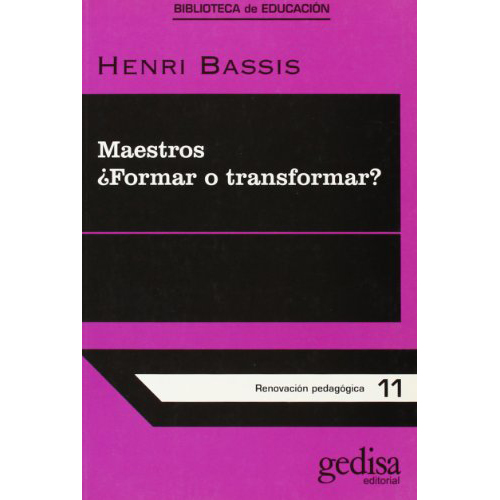 BIBLIOTECA de EDUCACIÓN
HENRI BASSIS
Maestros
¿Formar o transformar?
Renovación pedagógica 11
gedisa
editorial